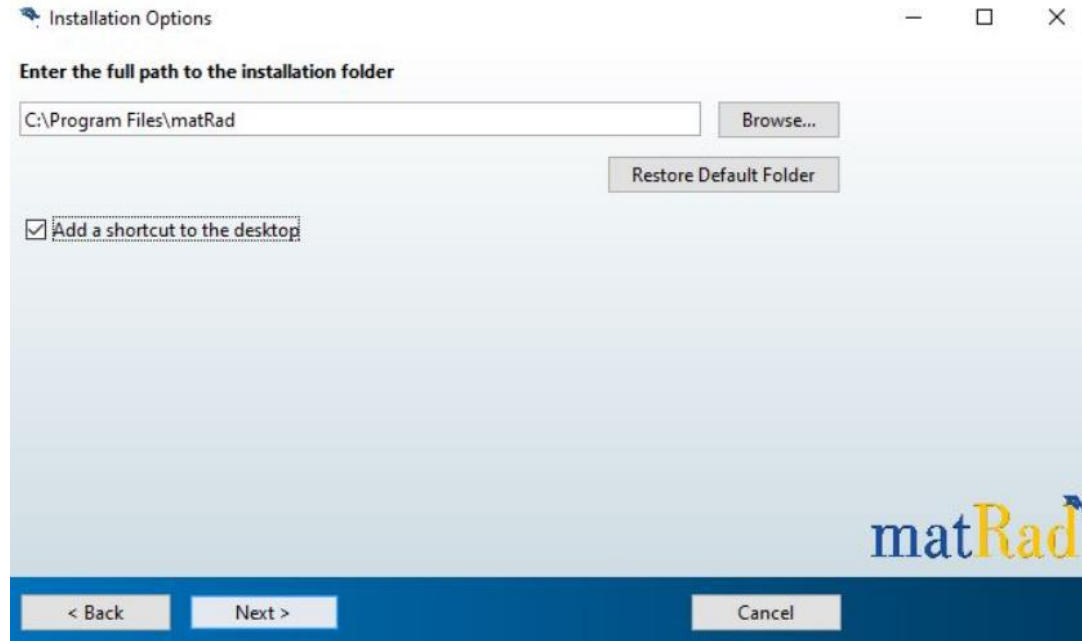 Installation Options
Enter the full path to the installation folder
C:\Program Files\matRad
Browse...
Restore Default Folder
Add a shortcut to the desktop
matRad
< Back
Next >
Cancel